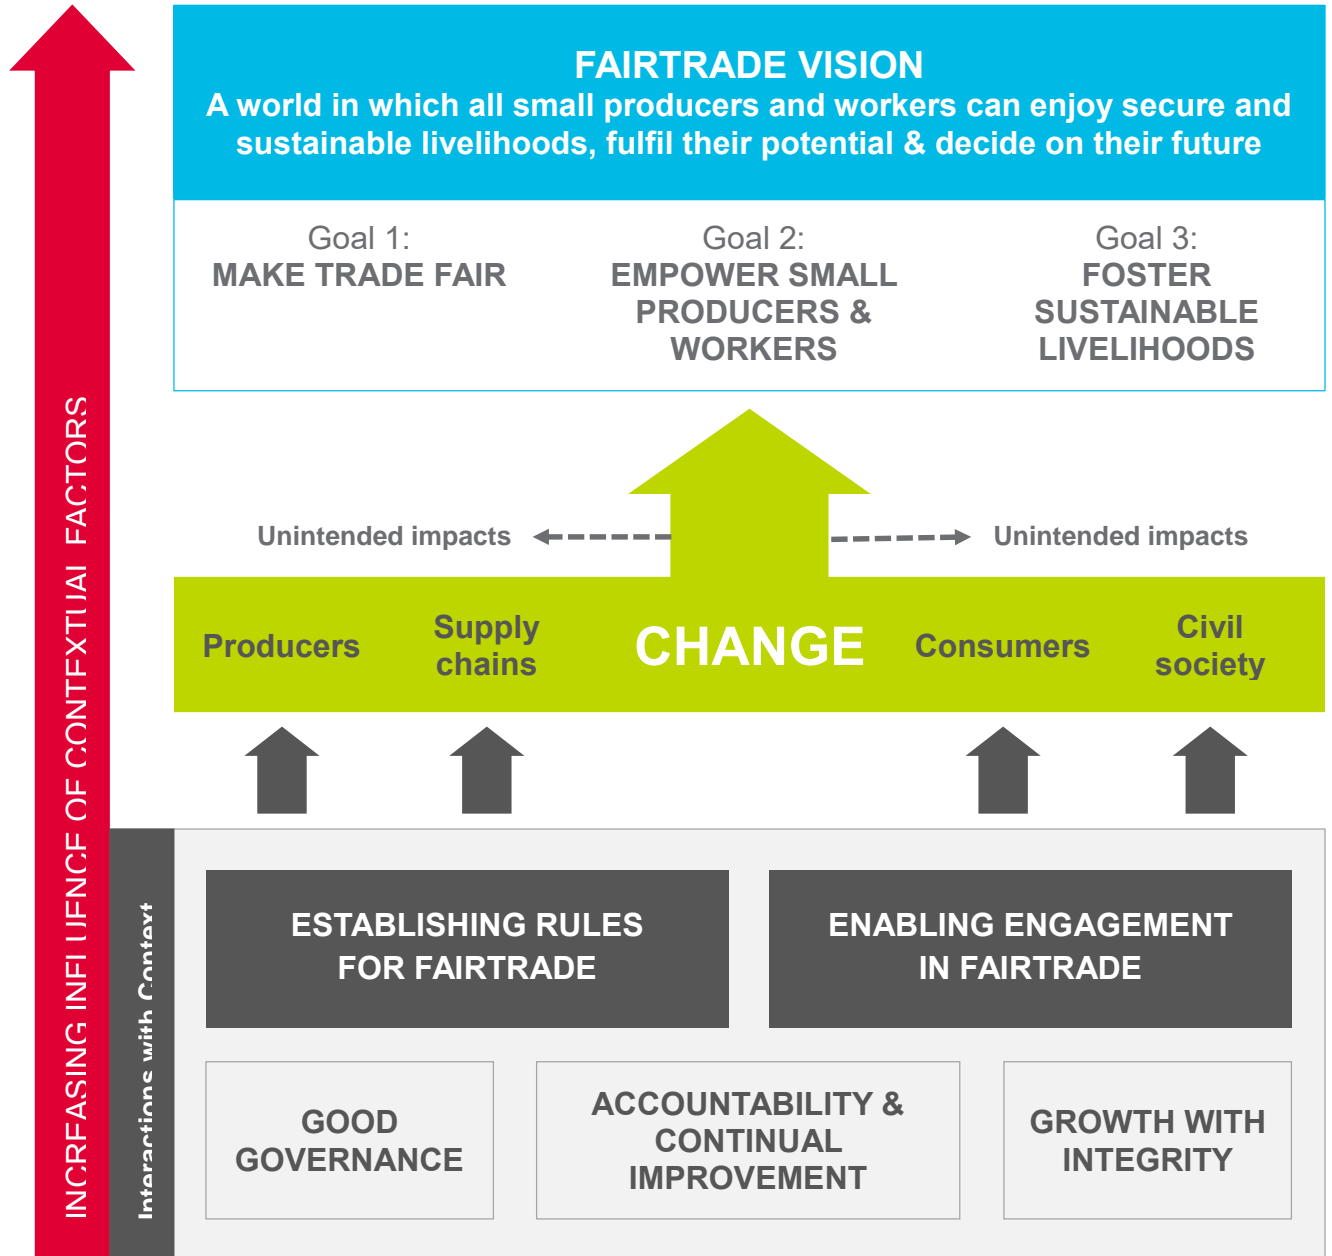 FAIRTRADE VISION
A world in which all small producers and workers can enjoy secure and
sustainable livelihoods, fulfil their potential & decide on their future
Goal 1:
MAKE TRADE FAIR
Goal 2:
EMPOWER SMALL
PRODUCERS &
WORKERS
Goal 3:
FOSTER
SUSTAINABLE
LIVELIHOODS
INCREASING INFLUENCE OF CONTEXTUAL FACTORS
Unintended impacts
Unintended impacts
Producers
Supply
chains
CHANGE
Consumers
Civil
society
Interactions with Context
ESTABLISHING RULES
FOR FAIRTRADE
ENABLING ENGAGEMENT
IN FAIRTRADE
GOOD
GOVERNANCE
ACCOUNTABILITY &
CONTINUAL
IMPROVEMENT
GROWTH WITH
INTEGRITY